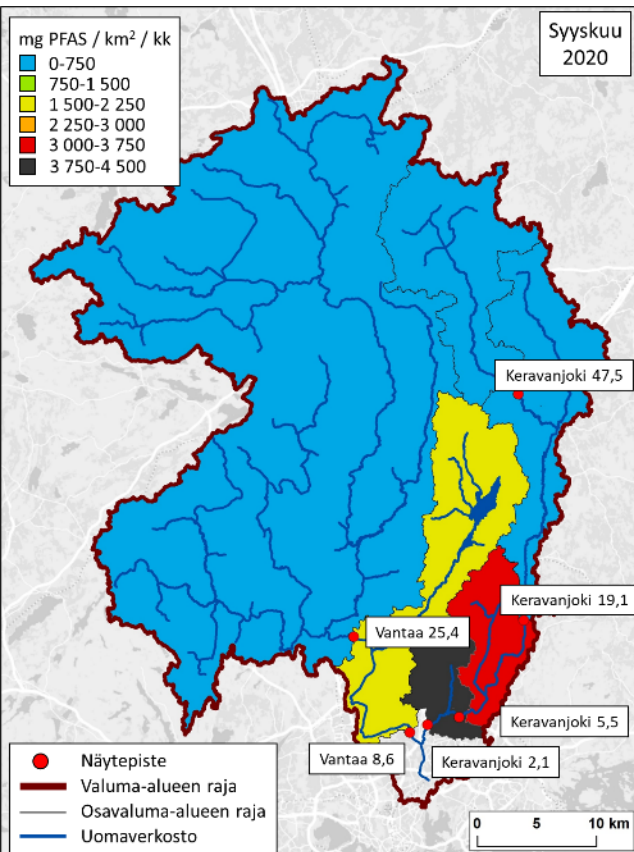 mg PFAS / km² / kk
0-750
750-1 500
1 500-2 250
2 250-3 000
3 000-3 750
3 750-4 500
Syyskuu
2020
Keravanjoki 47,5
Keravanjoki 19,1
Vantaa 25,4
Keravanjoki 5,5
Vantaa 8,6
Keravanjoki 2,1
Näytepiste
Valuma-alueen raja
Osavaluma-alueen raja
Uomaverkosto
0 5 10 km